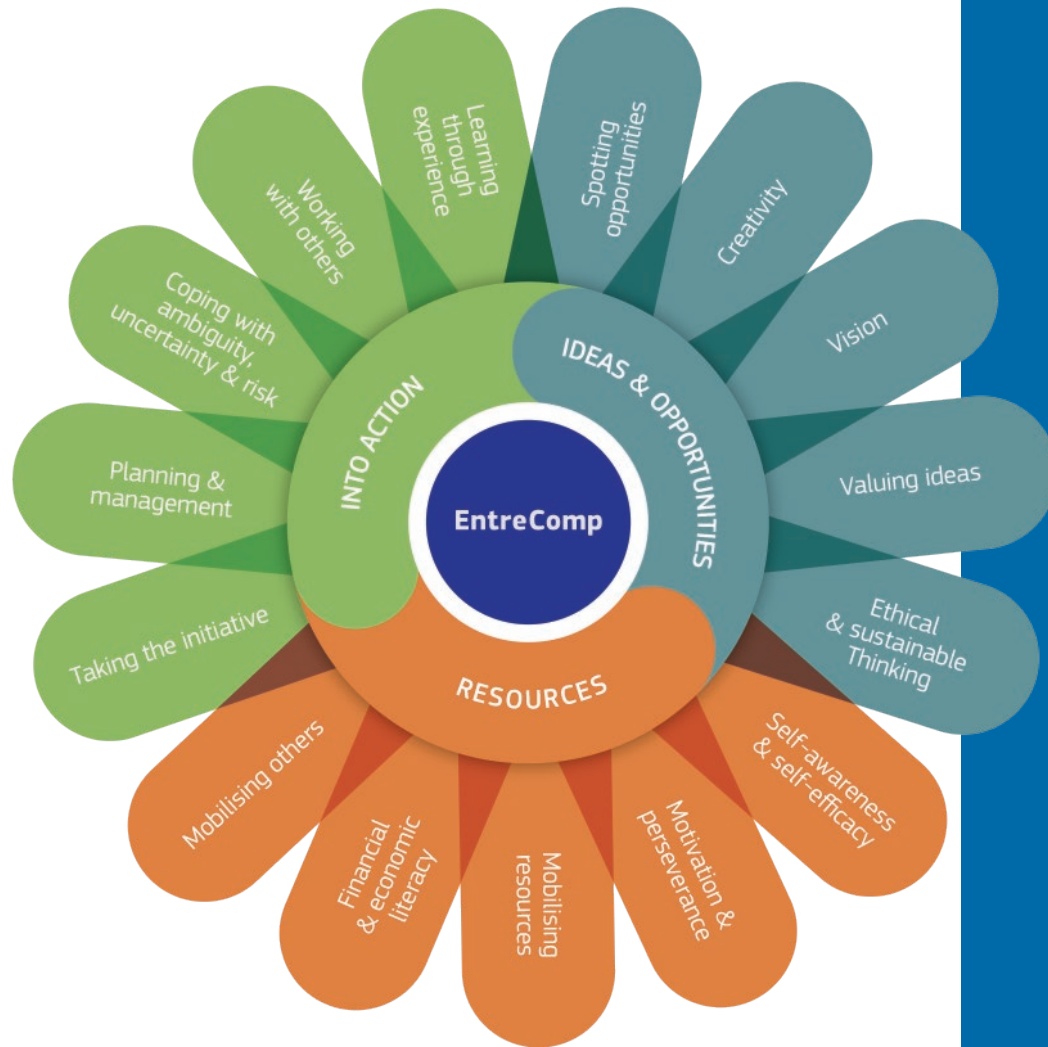 EntreComp
IDEAS & OPPORTUNITIES
Spotting
opportunities
Creativity
Vision
Valuing ideas
Ethical
& sustainable
Thinking
RESOURCES
Self-awareness
& self-efficacy
Motivation &
perseverance
Mobilising
resources
Financial
& economic
literacy
Mobilising others
INTO ACTION
Taking the initiative
Planning &
management
Coping with
ambiguity,
uncertainty & risk
Working
with others
Learning
through
experience